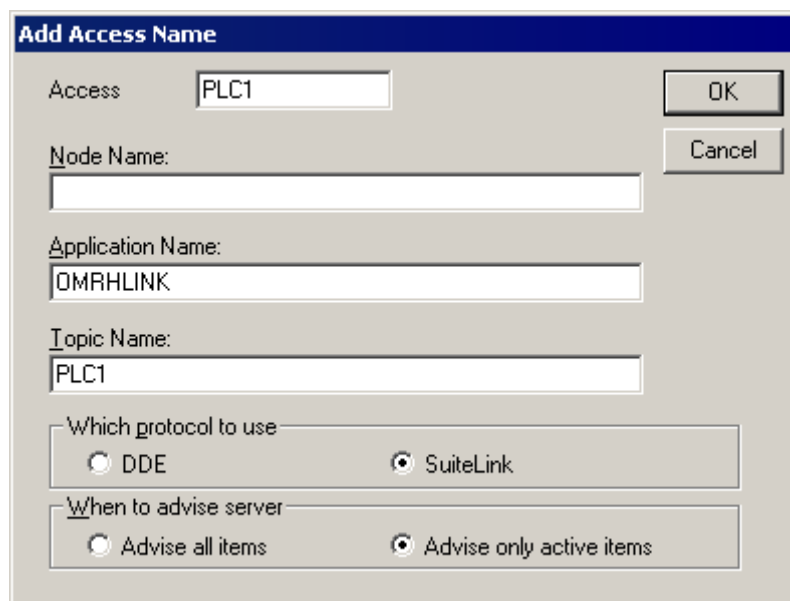 Add Access Name
Access PLC1 OK
Cancel
Node Name:
Application Name:
OMRHLINK
Topic Name:
PLC1
Which protocol to use
DDE SuiteLink
When to advise server
Advise all items Advise only active items